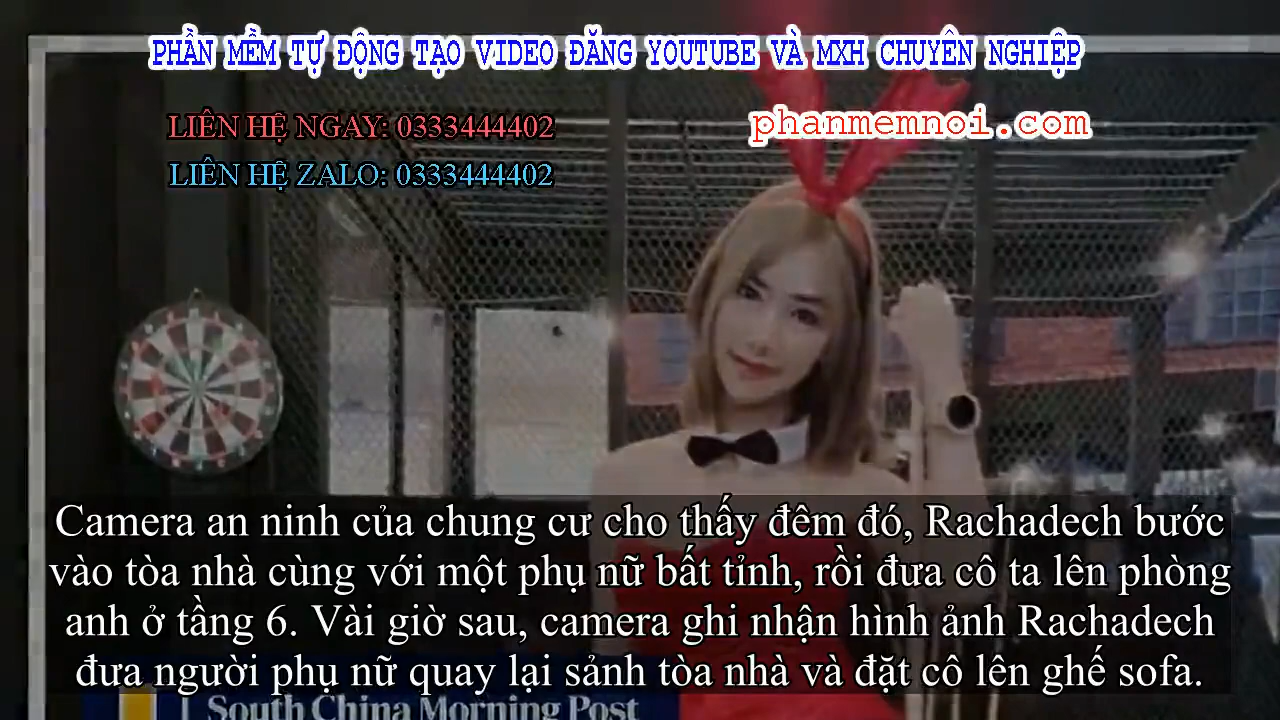 PHẦN MỀM TỰ ĐỘNG TẠO VIDEO ĐĂNG YOUTUBE VÀ MXH CHUYÊN NGHIỆP
LIÊN HỆ NGAY: 0333444402
phanmemnoi.com
LIÊN HỆ ZALO: 0333444402
Camera an ninh của chung cư cho thấy đêm đó, Rachadech bước
vào tòa nhà cùng với một phụ nữ bất tỉnh, rồi đưa cô ta lên phòng
anh ở tầng 6. Vài giờ sau, camera ghi nhận hình ảnh Rachadech
đưa người phụ nữ quay lại sảnh tòa nhà và đặt cô lên ghế sofa.
South China Morning Post